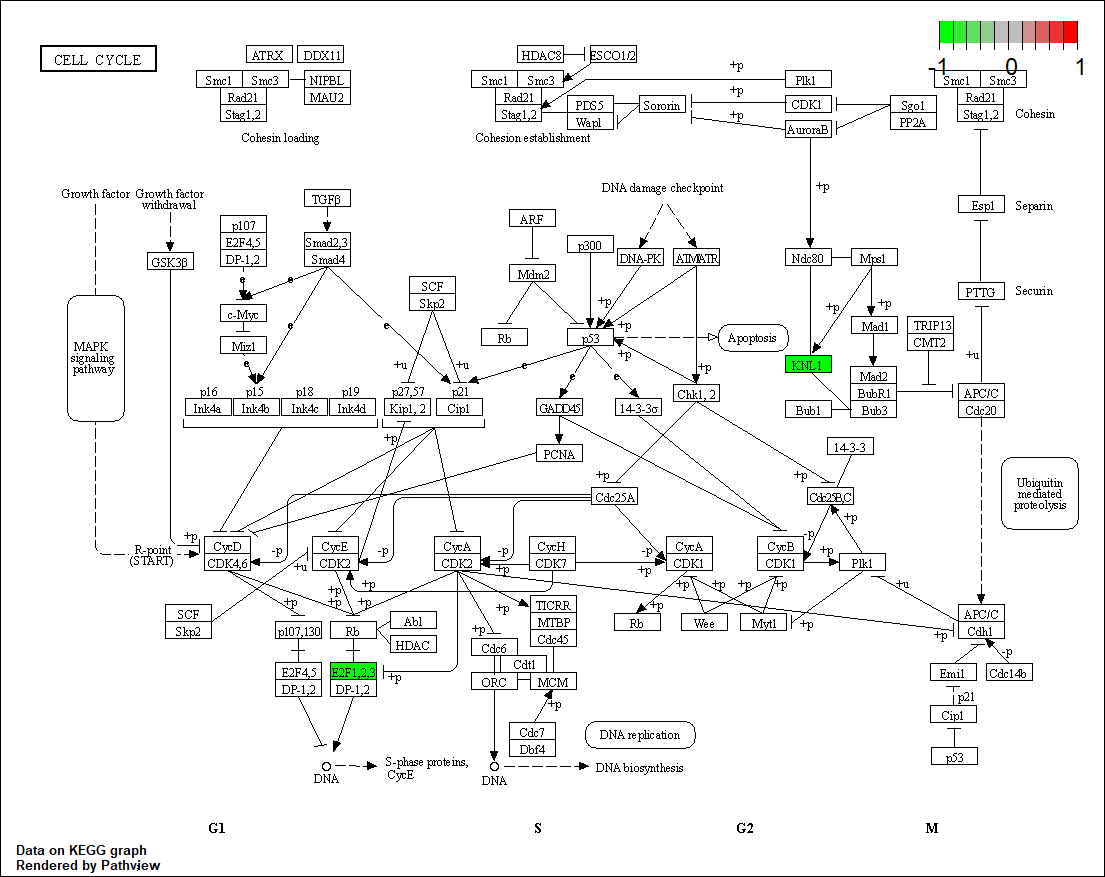 CELL CYCLE
ATRX
DDX11
Smc1
Smc3
NIPBL
Rad21
MAU2
Stag1,2
Cohesin loading
HDAC8
ESCO1/2
Smc1
Smc3
Rad21
Stag1,2
PDS5
Wapl
Sororin
Cohesion establishment
+p
Plk1
+p
CDK1
+p
AuroraB
Sgo1
PP2A
-1
0
1
Smc1
Smc3
Rad21
Stag1,2
Cohesin
Growth factor
Growth factor
withdrawal
TGFβ
DNA damage checkpoint
+p
Esp1
Separin
p107
E2F4,5
DP-1,2
GSK3β
Smad2,3
Smad4
ARF
p300
Mdm2
DNA-PK
ATM/ATR
Ndc80
Mps1
e
e
c-Myc
SCF
Skp2
PTTG
Securin
+p
+p
+p
+p
Miz1
e
e
e
Rb
p53
+p
Apoptosis
Mad1
TRIP13
CMT2
MAPK
signaling
pathway
e
+u
+u
e
e
+p
KNL1
+u
Mad2
BubR1
Bub3
Bub1
APC/C
Cdc20
p16
p15
p18
p19
Ink4a
Ink4b
Ink4c
Ink4d
p27,57
p21
Kip1, 2
Cip1
GADD45
14-3-3σ
Chk1, 2
+p
PCNA
14-3-3
+p
+p
Cdc25A
Cdc25B,C
Ubiquitin
mediated
proteolysis
R-point
(START)
+p
CycD
CDK4,6
-p
CycE
CDK2
-p
CycA
CDK2
-p
+p
CycH
CDK7
-p
+p
CycA
CDK1
CycB
CDK1
-p
+p
+p
Plk1
+u
+u
+p
+p
+p
+p
+p
+p
+p
+p
+p
SCF
Skp2
p107,130
Rb
Abl
HDAC
+p
TICRR
MTBP
Cdc45
Rb
Wee
Myt1
+p
+p
APC/C
Cdh1
-p
E2F4,5
DP-1,2
E2F1,2,3
DP-1,2
+p
Cdc6
Cdt1
ORC
MCM
+p
Emi1
Cdc14b
p21
Cip1
p53
Cdc7
Dbf4
DNA replication
DNA
S-phase proteins,
CycE
DNA
DNA biosynthesis
G1
S
G2
M
Data on KEGG graph
Rendered by Pathview